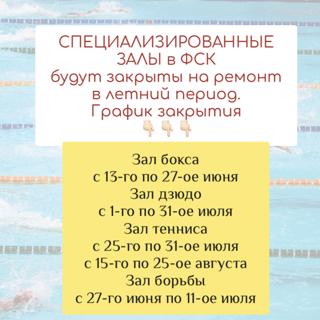 СПЕЦИАЛИЗИРОВАННЫЕ
ЗАЛЫ в ФСК
будут закрыты на ремонт
в летний период.
График закрытия
👇🏻👇🏻👇🏻
Зал бокса
с 13-го по 27-ое июня
Зал дзюдо
с 1-го по 31-ое июля
Зал тенниса
с 25-го по 31-ое июля
с 15-го по 25-ое августа
Зал борьбы
с 27-го июня по 11-ое июля